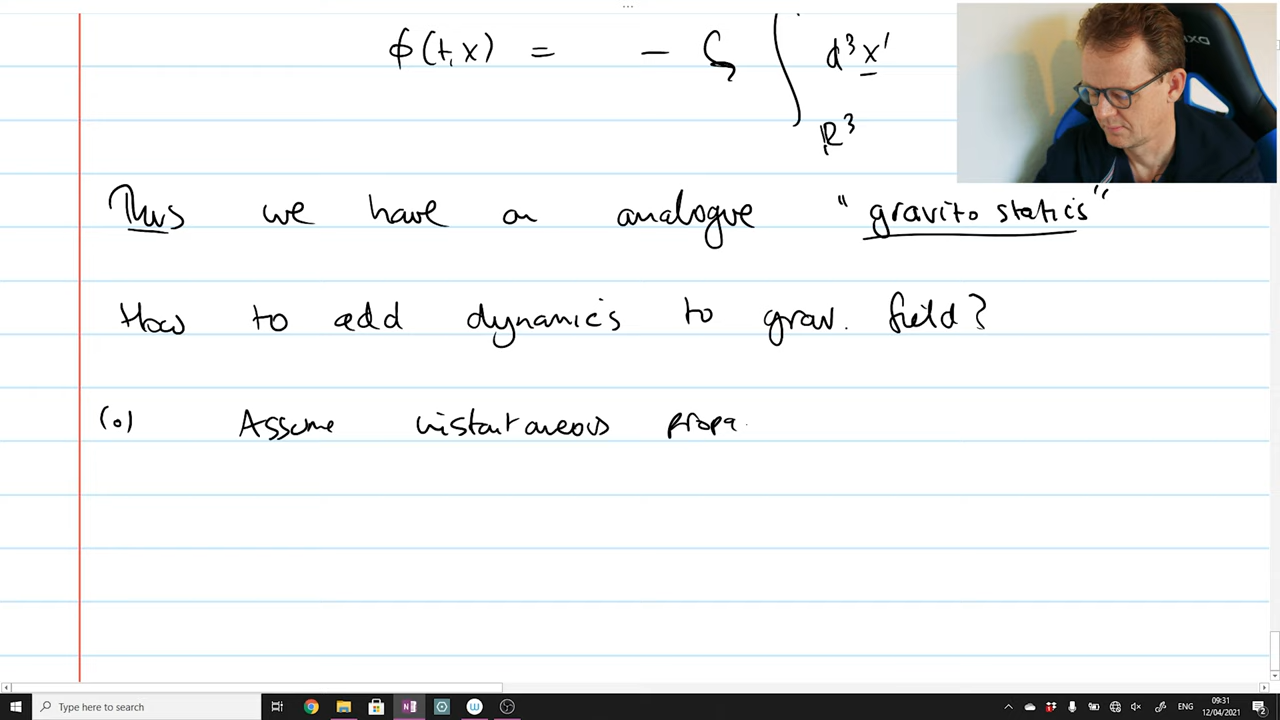 ϕ(t,x) = - G ∫ d³x'
ℝ³
Thus we have an analogue "gravito statics"
How to add dynamics to grav. field?
(0) Assume instantaneous propa
Type here to search
ENG
09:31
12/04/2021